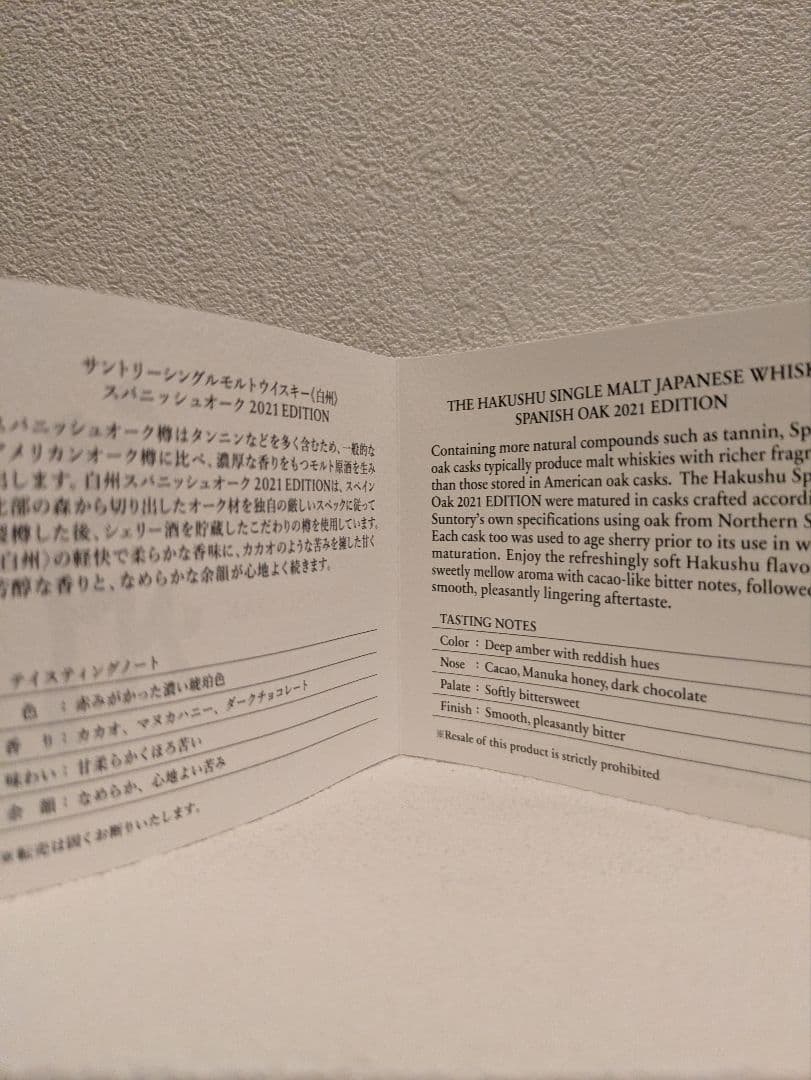 サントリーシングルモルトウイスキー〈白州〉
スパニッシュオーク 2021 EDITION
スパニッシュオーク樽はタンニンなどを多く含むため、一般的な
アメリカンオーク樽に比べ、濃厚な香りをもつモルト原酒を生み
出します。白州スパニッシュオーク 2021 EDITIONは、スペイン
北部の森から切り出したオーク材を独自の厳しいスペックに従って
製樽した後、シェリー酒を貯蔵したこだわりの樽を使用しています。
〈白州〉の軽快で柔らかな香味に、カカオのような苦みを擁した甘く
芳醇な香りと、なめらかな余韻が心地よく続きます。
テイスティングノート
色 : 赤みがかった濃い琥珀色
香 り : カカオ、マヌカハニー、ダークチョコレート
味わい : 甘柔らかくほろ苦い
余 韻 : なめらか、心地よい苦み
※転売は固くお断りいたします。
THE HAKUSHU SINGLE MALT JAPANESE WHISK
SPANISH OAK 2021 EDITION
Containing more natural compounds such as tannin, Sp
oak casks typically produce malt whiskies with richer fragr
than those stored in American oak casks. The Hakushu Sp
Oak 2021 EDITION were matured in casks crafted accordi
Suntory's own specifications using oak from Northern S
Each cask too was used to age sherry prior to its use in w
maturation. Enjoy the refreshingly soft Hakushu flavo
sweetly mellow aroma with cacao-like bitter notes, followe
smooth, pleasantly lingering aftertaste.
TASTING NOTES
Color : Deep amber with reddish hues
Nose : Cacao, Manuka honey, dark chocolate
Palate : Softly bittersweet
Finish : Smooth, pleasantly bitter
※Resale of this product is strictly prohibited